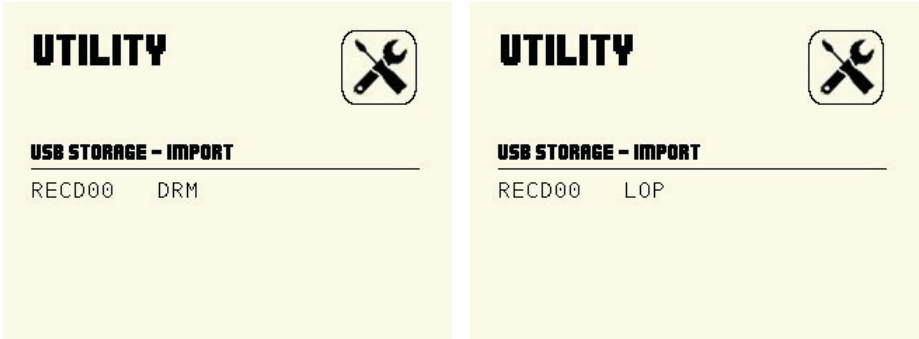 UTILITY
USB STORAGE – IMPORT
RECD00 DRM
UTILITY
USB STORAGE – IMPORT
RECD00 LOP